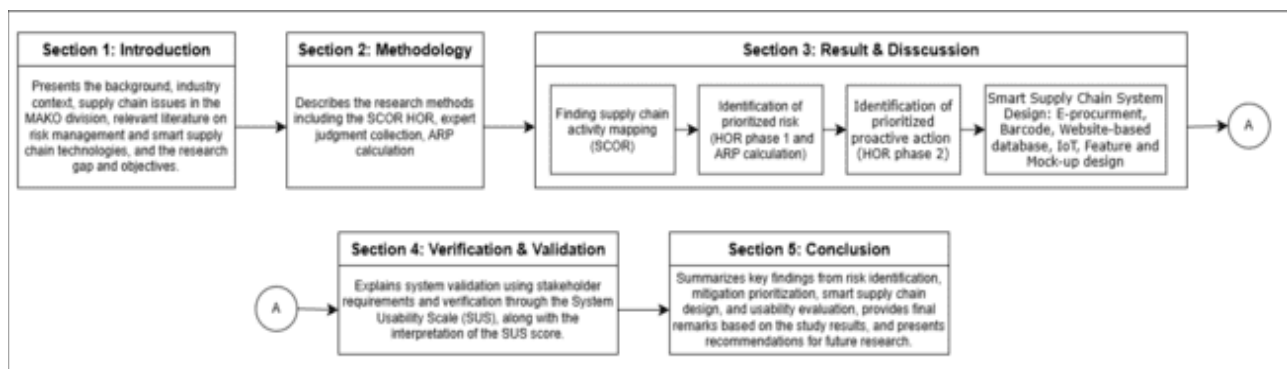 Section 1: Introduction
Presents the background, industry
context, supply chain issues in the
MAKO division, relevant literature on
risk management and smart supply
chain technologies, and the research
gap and objectives.
Section 2: Methodology
Describes the research methods
including the SCOR HOR, expert
judgment collection, ARP
calculation
Section 3: Result & Disscussion
Finding supply chain
activity mapping
(SCOR)
Identification of
prioritized risk
(HOR phase 1 and
ARP calculation)
Identification of
prioritized
proactive action
(HOR phase 2)
Smart Supply Chain System
Design: E-procurment,
Barcode, Website-based
database, IoT, Feature and
Mock-up design
A
A
Section 4: Verification & Validation
Explains system validation using stakeholder
requirements and verification through the System
Usability Scale (SUS), along with the
interpretation of the SUS score.
Section 5: Conclusion
Summarizes key findings from risk identification,
mitigation prioritization, smart supply chain
design, and usability evaluation, provides final
remarks based on the study results, and presents
recommendations for future research.